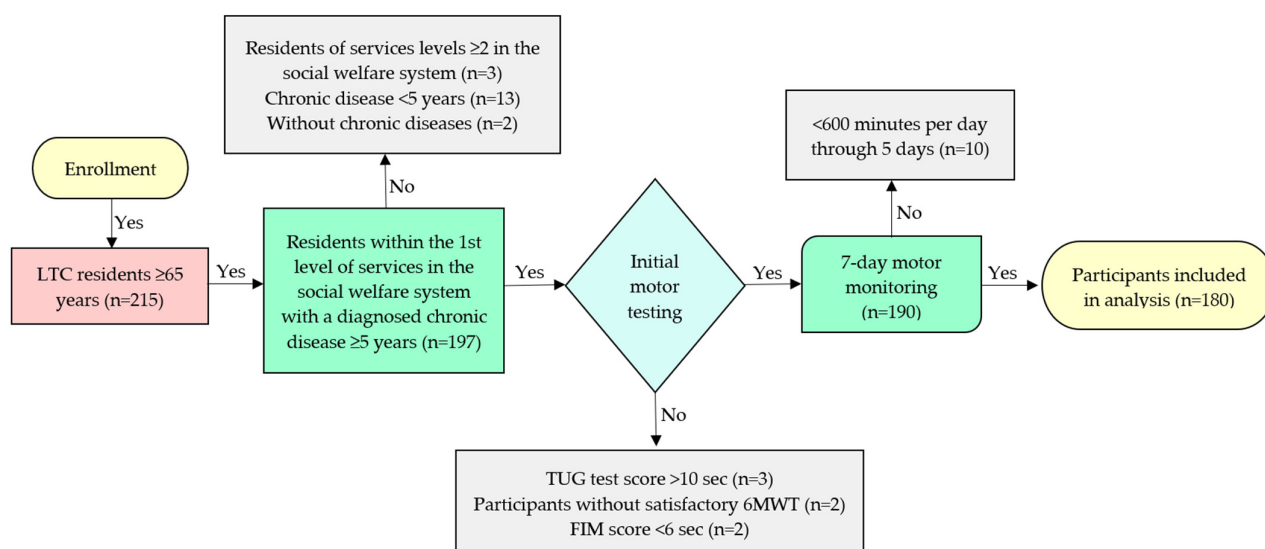 Residents of services levels ≥2 in the
social welfare system (n=3)
Chronic disease <5 years (n=13)
Without chronic diseases (n=2)
<600 minutes per day
through 5 days (n=10)
Enrollment
No
No
Yes
LTC residents ≥65
years (n=215)
Yes
Residents within the 1st
level of services in the
social welfare system
with a diagnosed chronic
disease ≥5 years (n=197)
Yes
Initial
motor
testing
Yes
7-day motor
monitoring
(n=190)
Yes
Participants included
in analysis (n=180)
No
TUG test score >10 sec (n=3)
Participants without satisfactory 6MWT (n=2)
FIM score <6 sec (n=2)